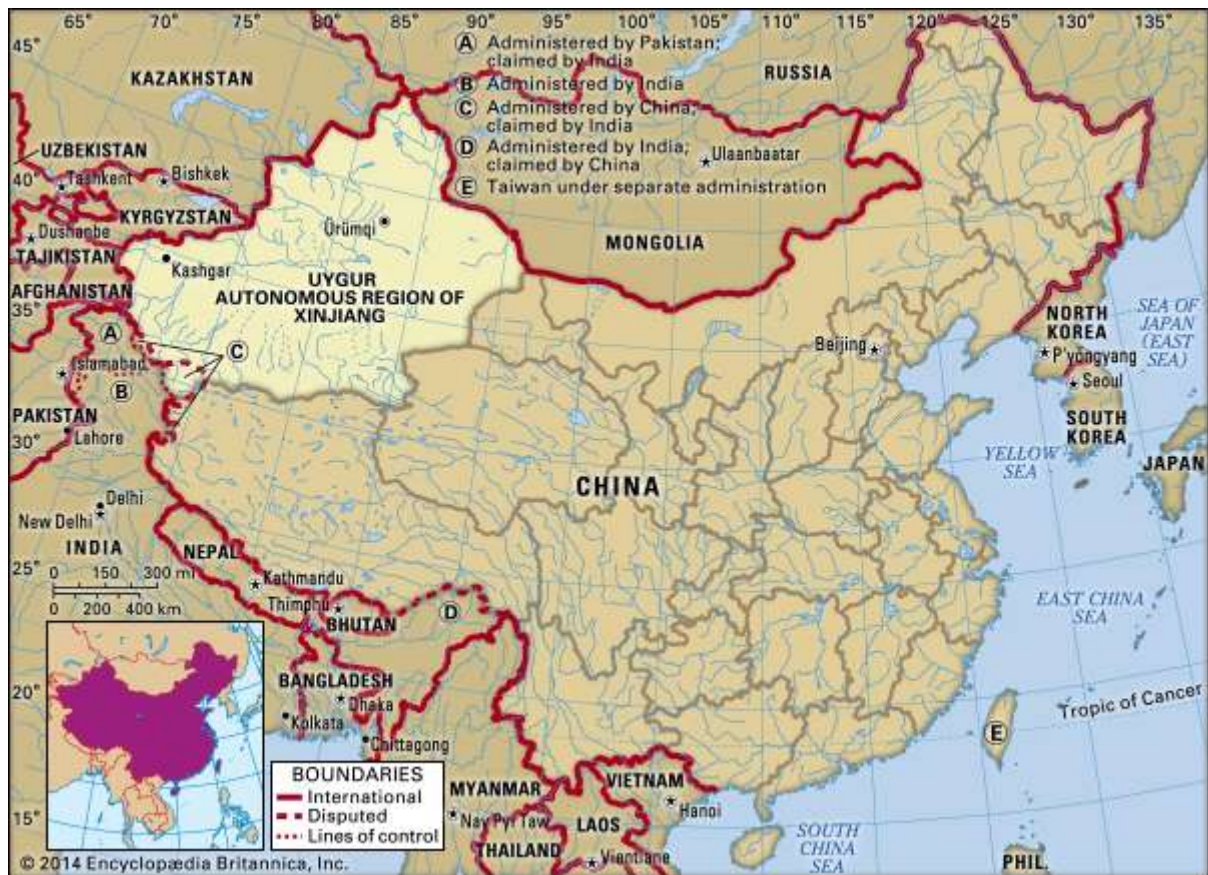 65° 70° 75° 80° 85° 90° 95° 100° 105° 110° 115° 120° 125° 130° 135°
45°
40°
35°
30°
25°
20°
15°
A Administered by Pakistan;
claimed by India
B Administered by India
C Administered by China;
claimed by India
D Administered by India;
claimed by China
E Taiwan under separate administration
KAZAKHSTAN
RUSSIA
UZBEKISTAN
Tashkent
Bishkek
Ulaanbaatar
KYRGYZSTAN
Dushanbe
TAJIKISTAN
Ürümqi
MONGOLIA
Kashgar
AFGHANISTAN
UYGUR
AUTONOMOUS REGION OF
XINJIANG
A
C
Islamabad
B
PAKISTAN
Lahore
Beijing
NORTH
KOREA
P'yongyang
Seoul
SOUTH
KOREA
SEA OF
JAPAN
(EAST
SEA)
YELLOW
SEA
JAPAN
CHINA
Delhi
New Delhi
INDIA
NEPAL
Kathmandu
0 150 300 mi
0 200 400 km
Thimphu
BHUTAN
D
EAST CHINA
SEA
BANGLADESH
Dhaka
Kolkata
Chittagong
Tropic of Cancer
E
BOUNDARIES
International
Disputed
Lines of control
MYANMAR
Nay Pyi Taw
VIETNAM
Hanoi
LAOS
THAILAND
Vientiane
SOUTH
CHINA
SEA
PHIL.
© 2014 Encyclopædia Britannica, Inc.